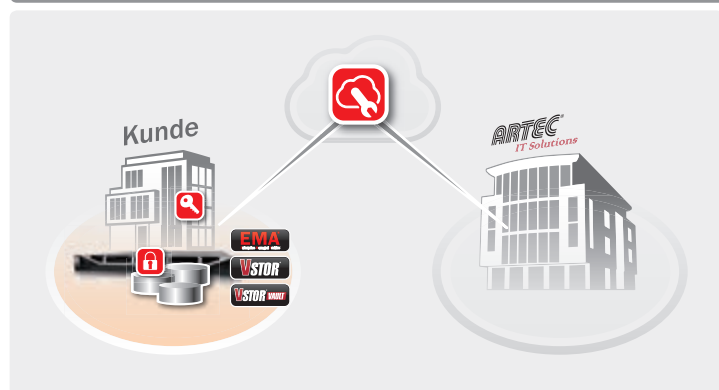 Kunde
ARTEC®
IT Solutions
EMA
VSTOR
VSTOR VAULT